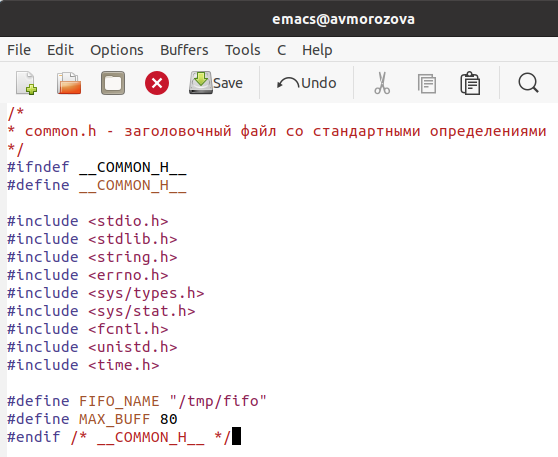 emacs@avmorozova
File Edit Options Buffers Tools C Help
Save Undo
/*
* common.h - заголовочный файл со стандартными определениями
*/
#ifndef __COMMON_H__
#define __COMMON_H__

#include <stdio.h>
#include <stdlib.h>
#include <string.h>
#include <errno.h>
#include <sys/types.h>
#include <sys/stat.h>
#include <fcntl.h>
#include <unistd.h>
#include <time.h>

#define FIFO_NAME "/tmp/fifo"
#define MAX_BUFF 80
#endif /* __COMMON_H__ */